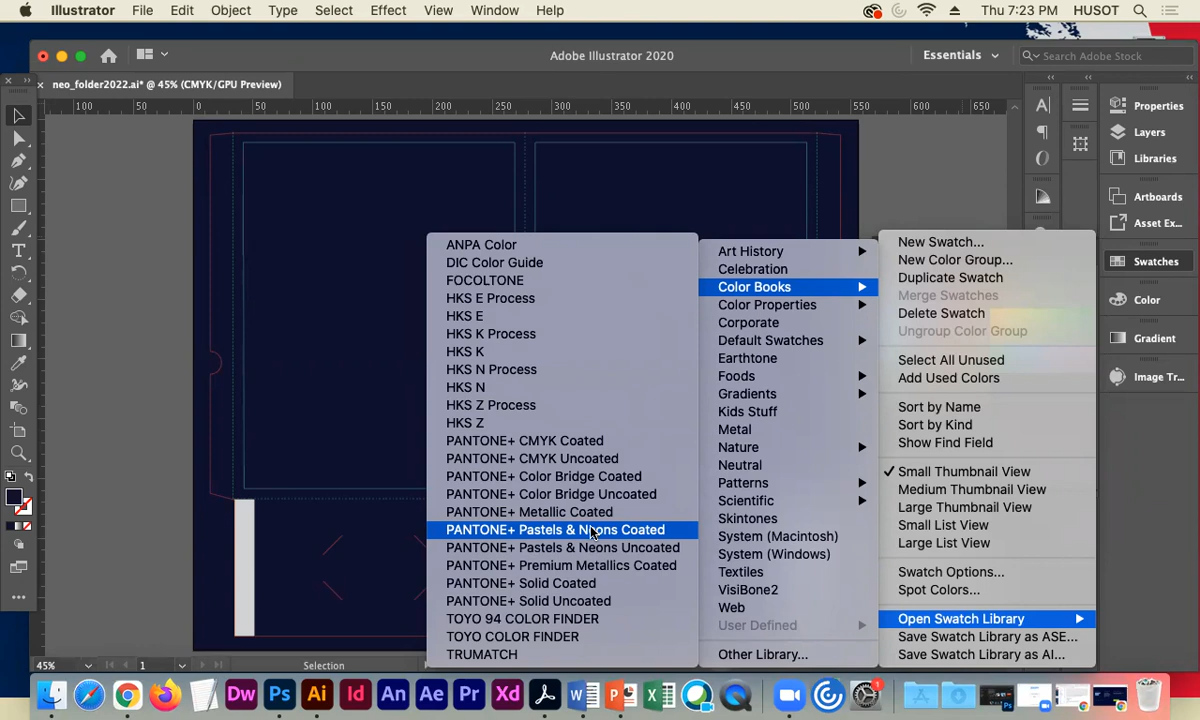 Illustrator File Edit Object Type Select Effect View Window Help Thu 7:23 PM HUSOT
Adobe Illustrator 2020
Essentials
Search Adobe Stock
neo_folder2022.ai* @ 45% (CMYK/GPU Preview)
100 50 0 50 100 150 200 250 300 350 400 450 500 550 650
Properties
Layers
Libraries
Artboards
Asset Ex...
Swatches
Color
Gradient
Image Tr...
ANPA Color
DIC Color Guide
FOCOLTONE
HKS E Process
HKS E
HKS K Process
HKS K
HKS N Process
HKS N
HKS Z Process
HKS Z
PANTONE+ CMYK Coated
PANTONE+ CMYK Uncoated
PANTONE+ Color Bridge Coated
PANTONE+ Color Bridge Uncoated
PANTONE+ Metallic Coated
PANTONE+ Pastels & Neons Coated
PANTONE+ Pastels & Neons Uncoated
PANTONE+ Premium Metallics Coated
PANTONE+ Solid Coated
PANTONE+ Solid Uncoated
TOYO 94 COLOR FINDER
TOYO COLOR FINDER
TRUMATCH
Art History
Celebration
Color Books
Color Properties
Corporate
Default Swatches
Earthtone
Foods
Gradients
Kids Stuff
Metal
Nature
Neutral
Patterns
Scientific
Skintones
System (Macintosh)
System (Windows)
Textiles
VisiBone2
Web
User Defined
Other Library...
New Swatch...
New Color Group...
Duplicate Swatch
Merge Swatches
Delete Swatch
Ungroup Color Group
Select All Unused
Add Used Colors
Sort by Name
Sort by Kind
Show Find Field
Small Thumbnail View
Medium Thumbnail View
Large Thumbnail View
Small List View
Large List View
Swatch Options...
Spot Colors...
Open Swatch Library
Save Swatch Library as ASE...
Save Swatch Library as AI...
45% 1 Selection
Dw Ps Ai Id An Ae Pr Xd W P X 1